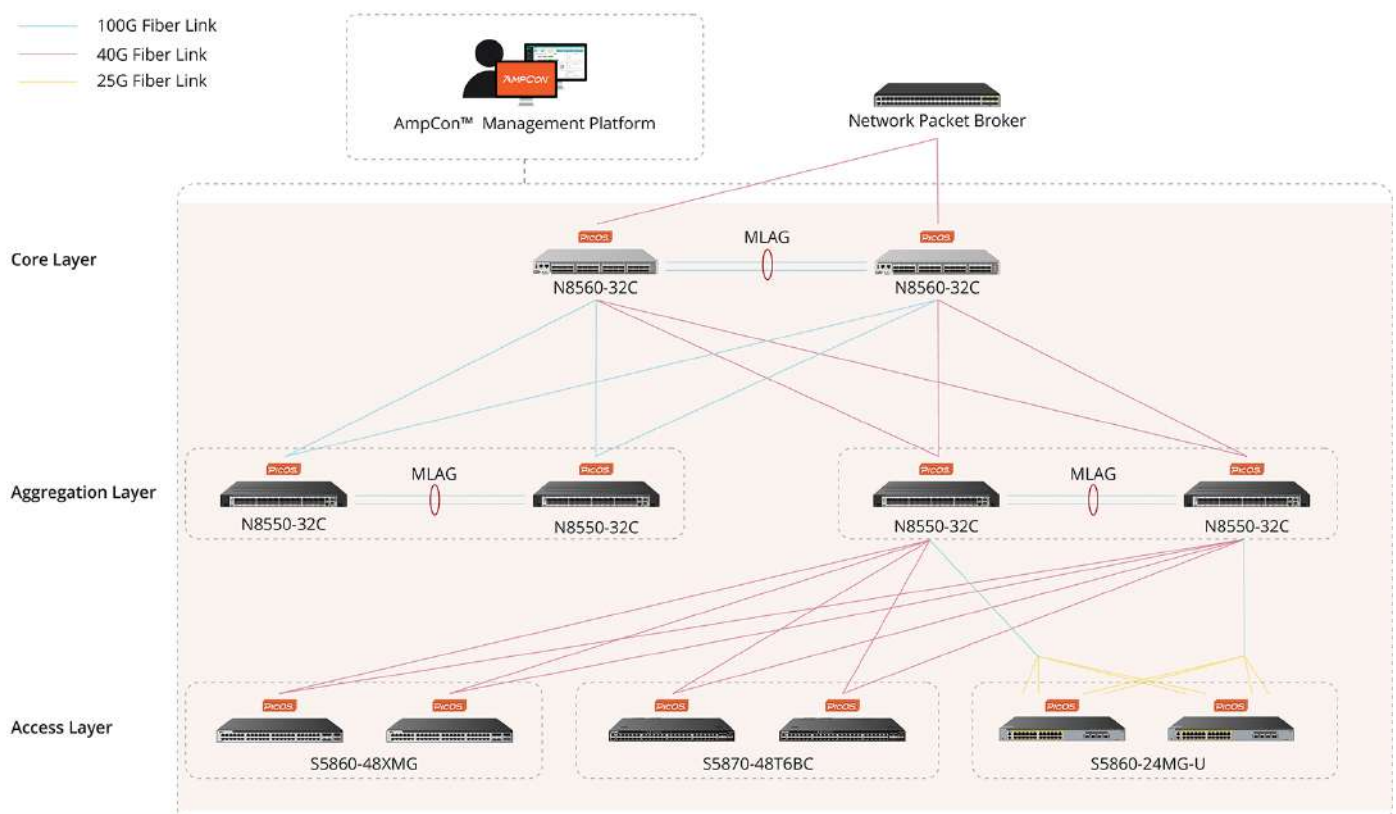 100G Fiber Link
40G Fiber Link
25G Fiber Link
AMPCON
AmpCon™ Management Platform
Network Packet Broker
Core Layer
PICOS
MLAG
PICOS
N8560-32C
N8560-32C
Aggregation Layer
PICOS
MLAG
PICOS
PICOS
MLAG
PICOS
N8550-32C
N8550-32C
N8550-32C
N8550-32C
Access Layer
PICOS
PICOS
PICOS
PICOS
PICOS
PICOS
S5860-48XMG
S5870-48T6BC
S5860-24MG-U